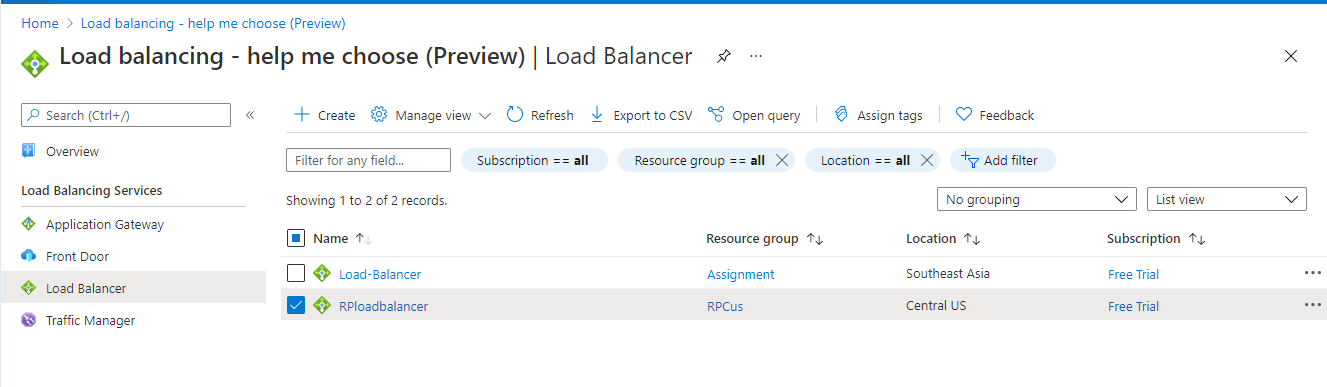 Home > Load balancing - help me choose (Preview)
Load balancing - help me choose (Preview) | Load Balancer
Search (Ctrl+/)
Overview
Load Balancing Services
Application Gateway
Front Door
Load Balancer
Traffic Manager
Create Manage view Refresh Export to CSV Open query Assign tags Feedback
Filter for any field... Subscription == all Resource group == all Location == all Add filter
Showing 1 to 2 of 2 records. No grouping List view
Name Resource group Location Subscription
Load-Balancer Assignment Southeast Asia Free Trial
RPloadbalancer RPCus Central US Free Trial